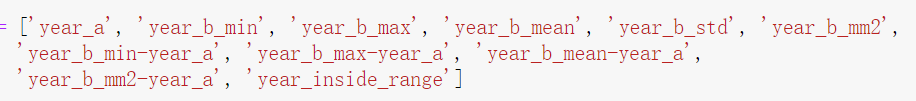 = ['year_a', 'year_b_min', 'year_b_max', 'year_b_mean', 'year_b_std', 'year_b_mm2',
'year_b_min-year_a', 'year_b_max-year_a', 'year_b_mean-year_a',
'year_b_mm2-year_a', 'year_inside_range']